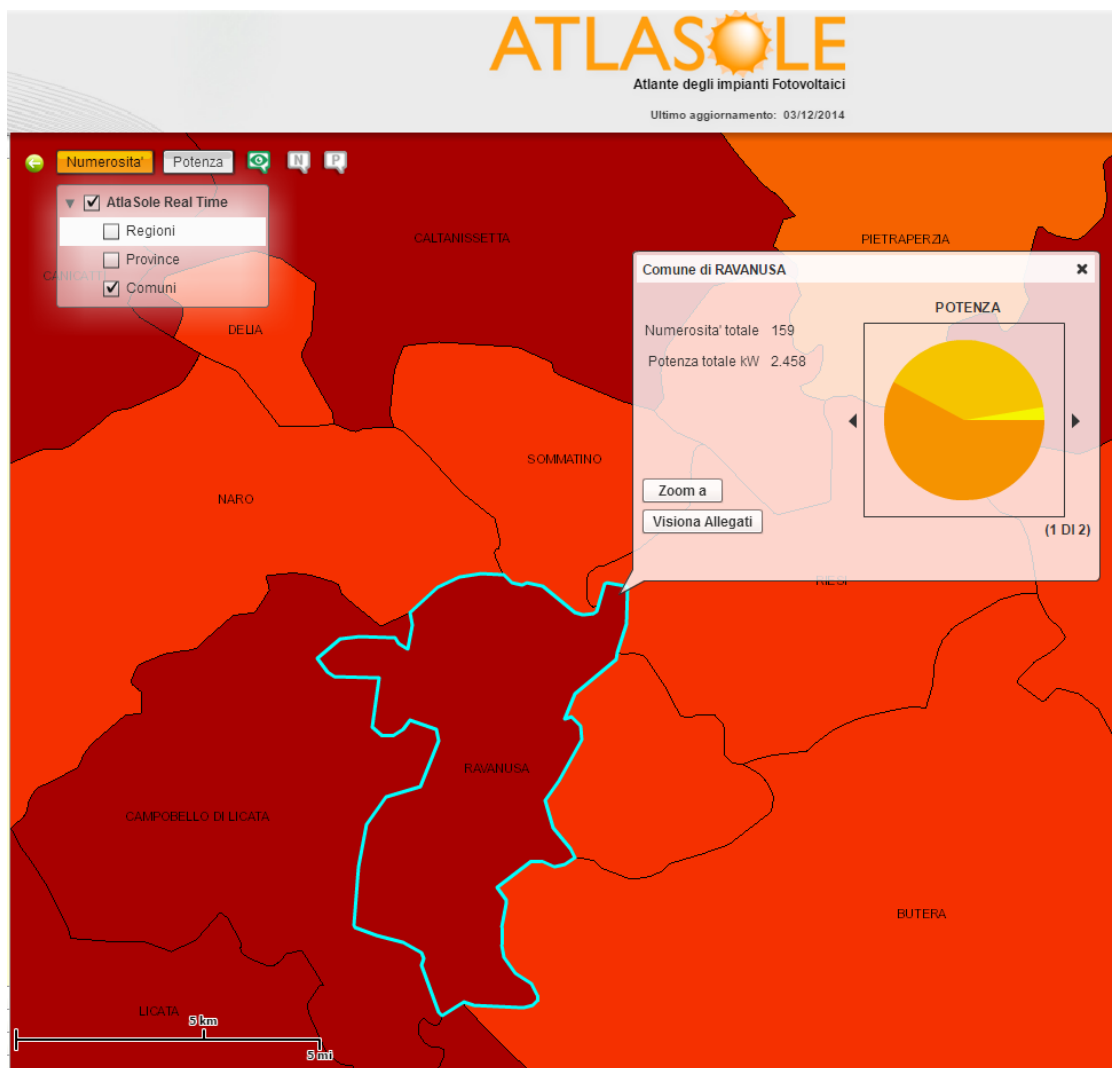 ATLASOLE
Atlante degli impianti Fotovoltaici
Ultimo aggiornamento: 03/12/2014
Numerosita' Potenza N P
AtlaSole Real Time
Regioni
Province
Comuni
CANICATTI
CALTANISSETTA
PIETRAPERZIA
DELIA
Comune di RAVANUSA
POTENZA
Numerosita' totale 159
Potenza totale kW 2.458
Zoom a
Visiona Allegati
(1 DI 2)
SOMMATINO
NARO
RIESI
RAVANUSA
CAMPOBELLO DI LICATA
BUTERA
LICATA
5 km
5 mi